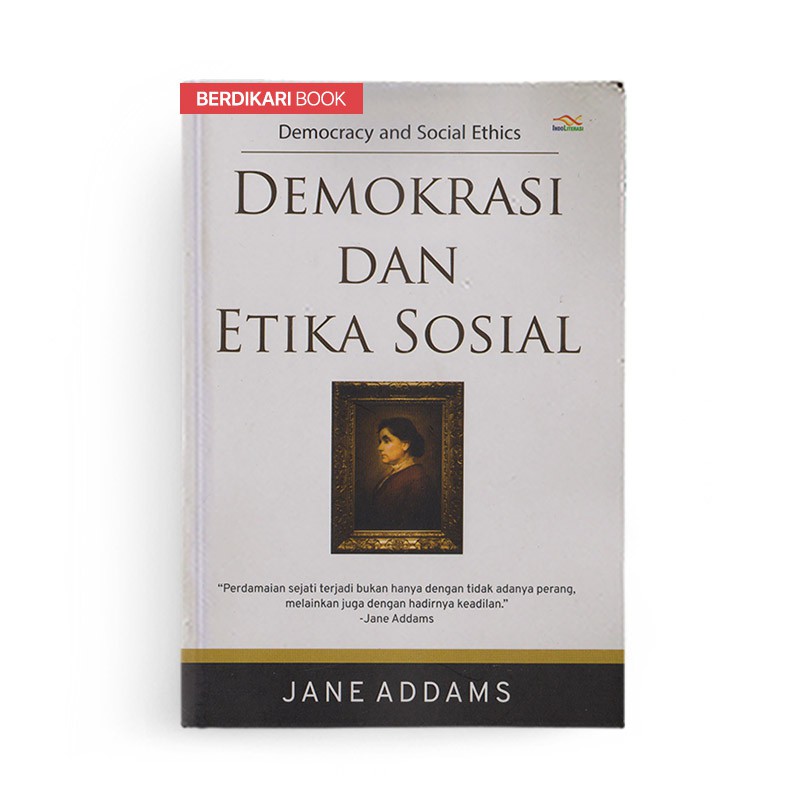 BERDIKARI BOOK
Democracy and Social Ethics
INDOLITERASI
DEMOKRASI
DAN
ETIKA SOSIAL
“Perdamaian sejati terjadi bukan hanya dengan tidak adanya perang,
melainkan juga dengan hadirnya keadilan.”
-Jane Addams
JANE ADDAMS